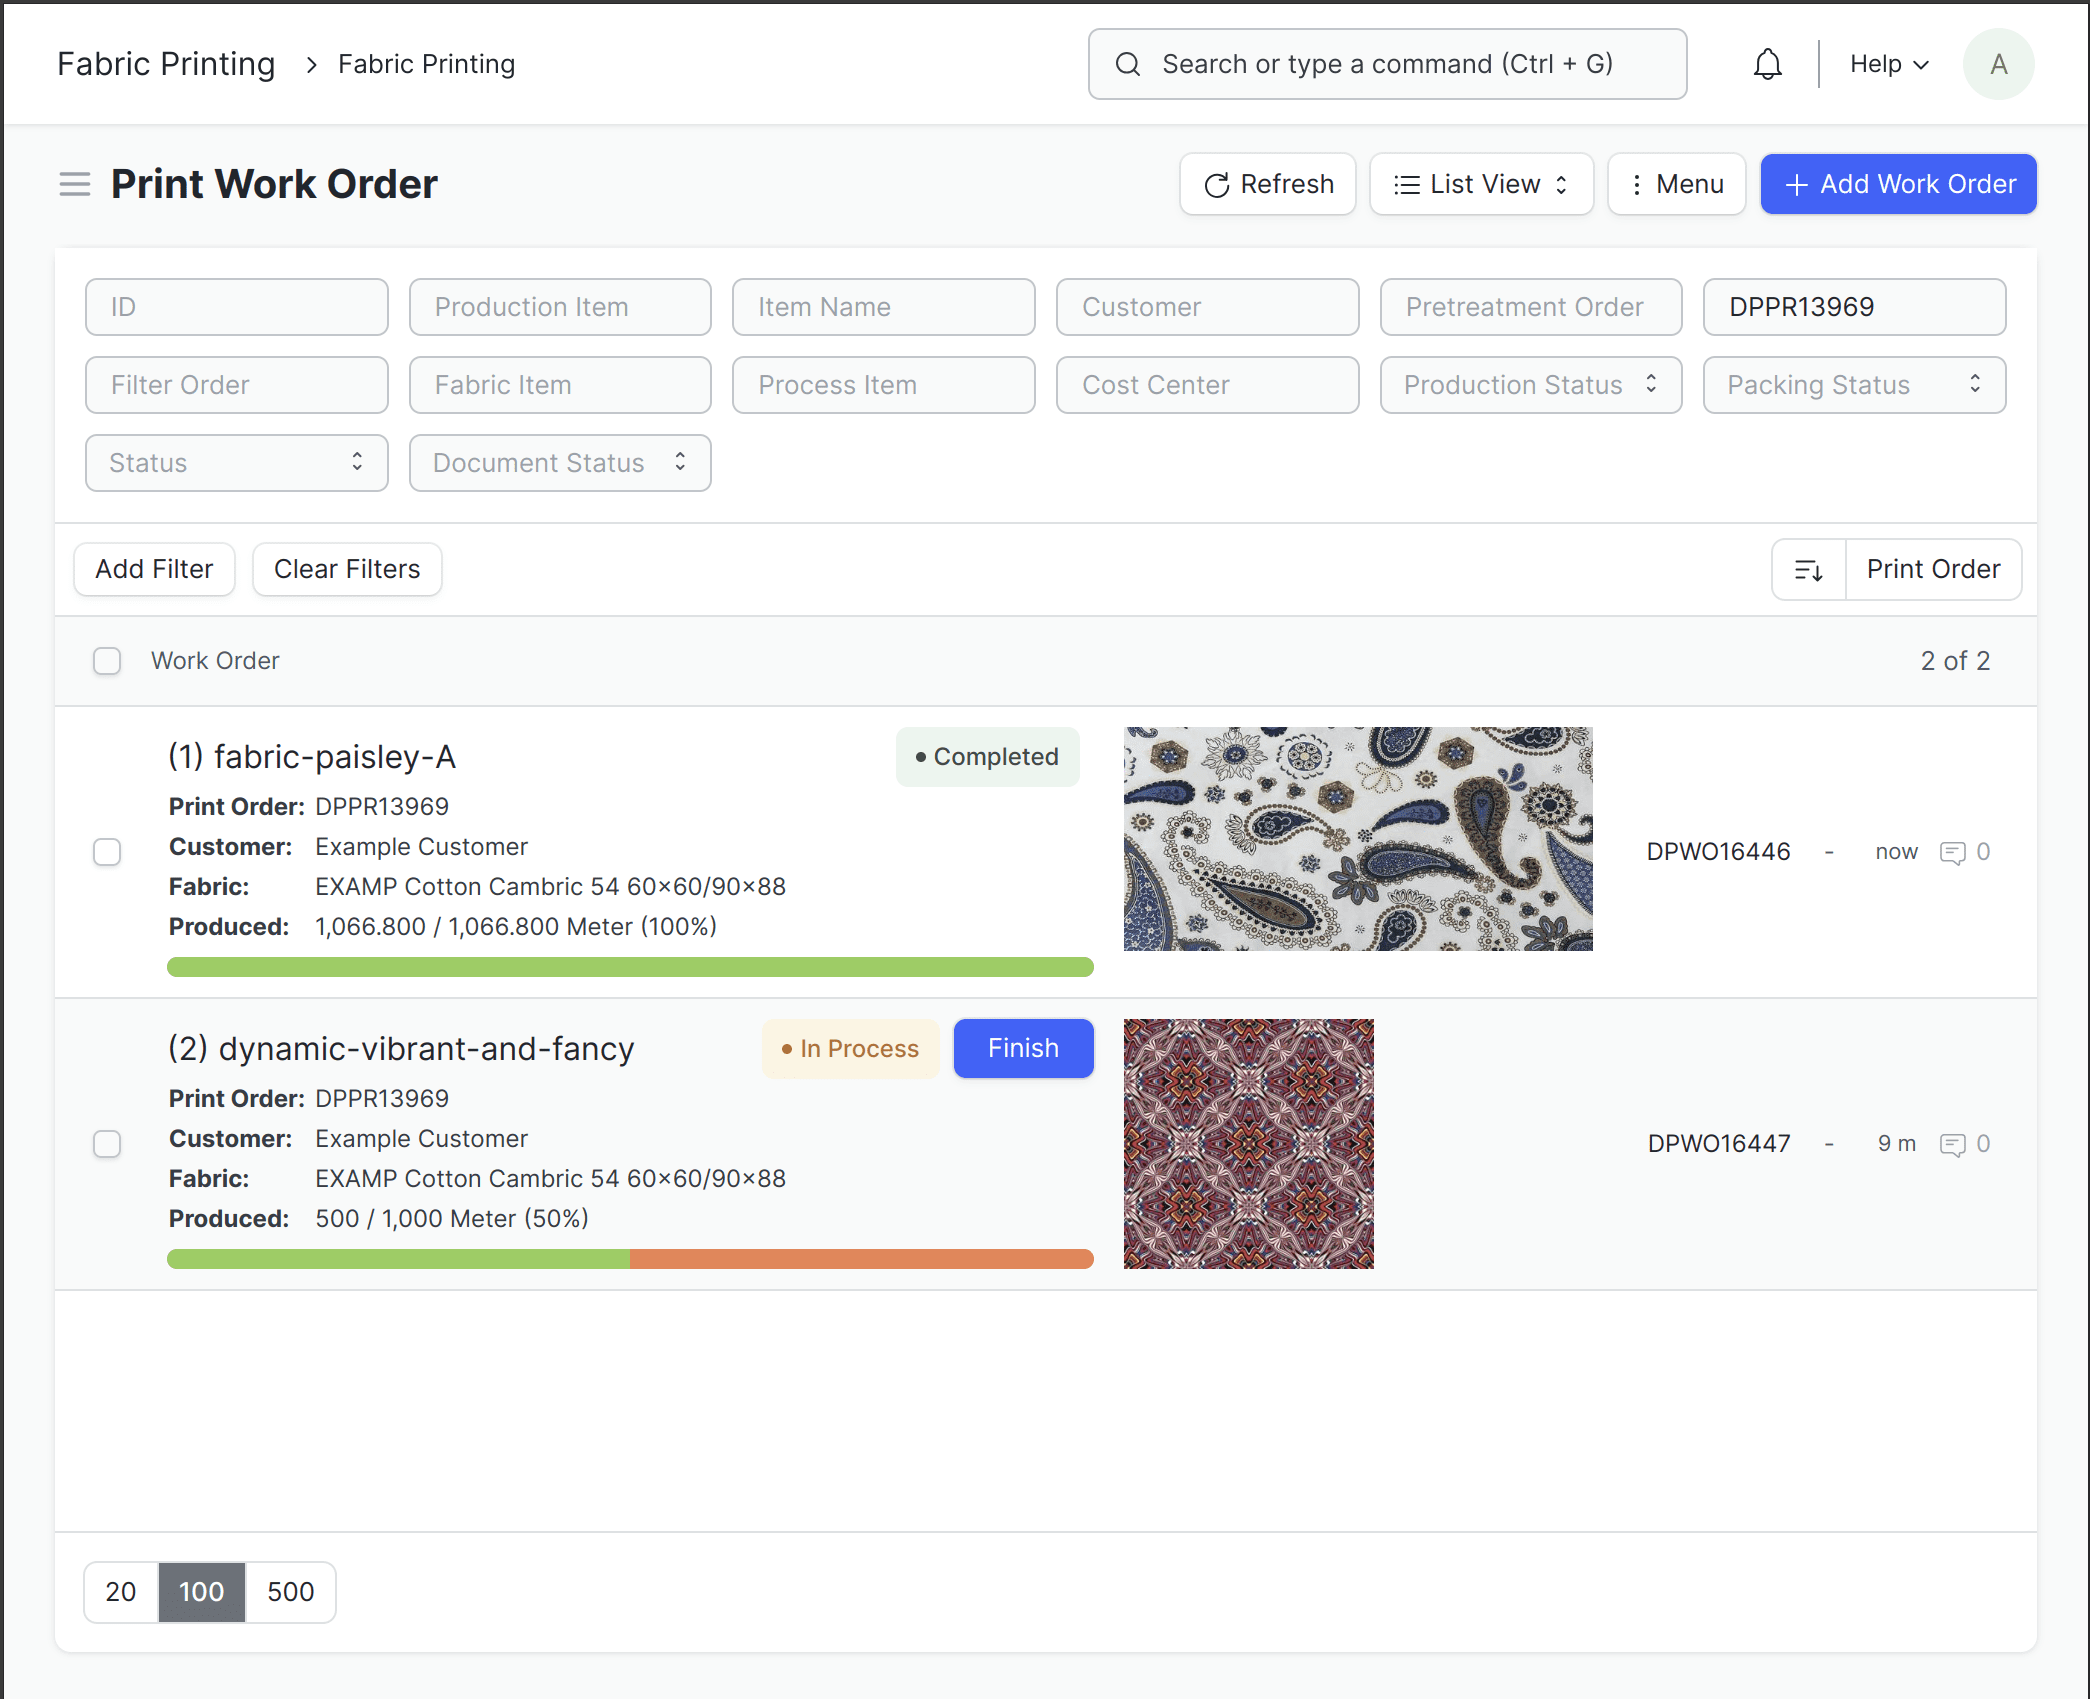 Fabric Printing > Fabric Printing
Search or type a command (Ctrl + G)
Help
A
Print Work Order
Refresh
List View
Menu
+ Add Work Order
ID
Production Item
Item Name
Customer
Pretreatment Order
DPPR13969
Filter Order
Fabric Item
Process Item
Cost Center
Production Status
Packing Status
Status
Document Status
Add Filter
Clear Filters
Print Order
Work Order
2 of 2
(1) fabric-paisley-A
Completed
Print Order: DPPR13969
Customer: Example Customer
Fabric: EXAMP Cotton Cambric 54 60×60/90×88
Produced: 1,066.800 / 1,066.800 Meter (100%)
DPWO16446 - now 0
(2) dynamic-vibrant-and-fancy
In Process
Finish
Print Order: DPPR13969
Customer: Example Customer
Fabric: EXAMP Cotton Cambric 54 60×60/90×88
Produced: 500 / 1,000 Meter (50%)
DPWO16447 - 9 m 0
20 100 500